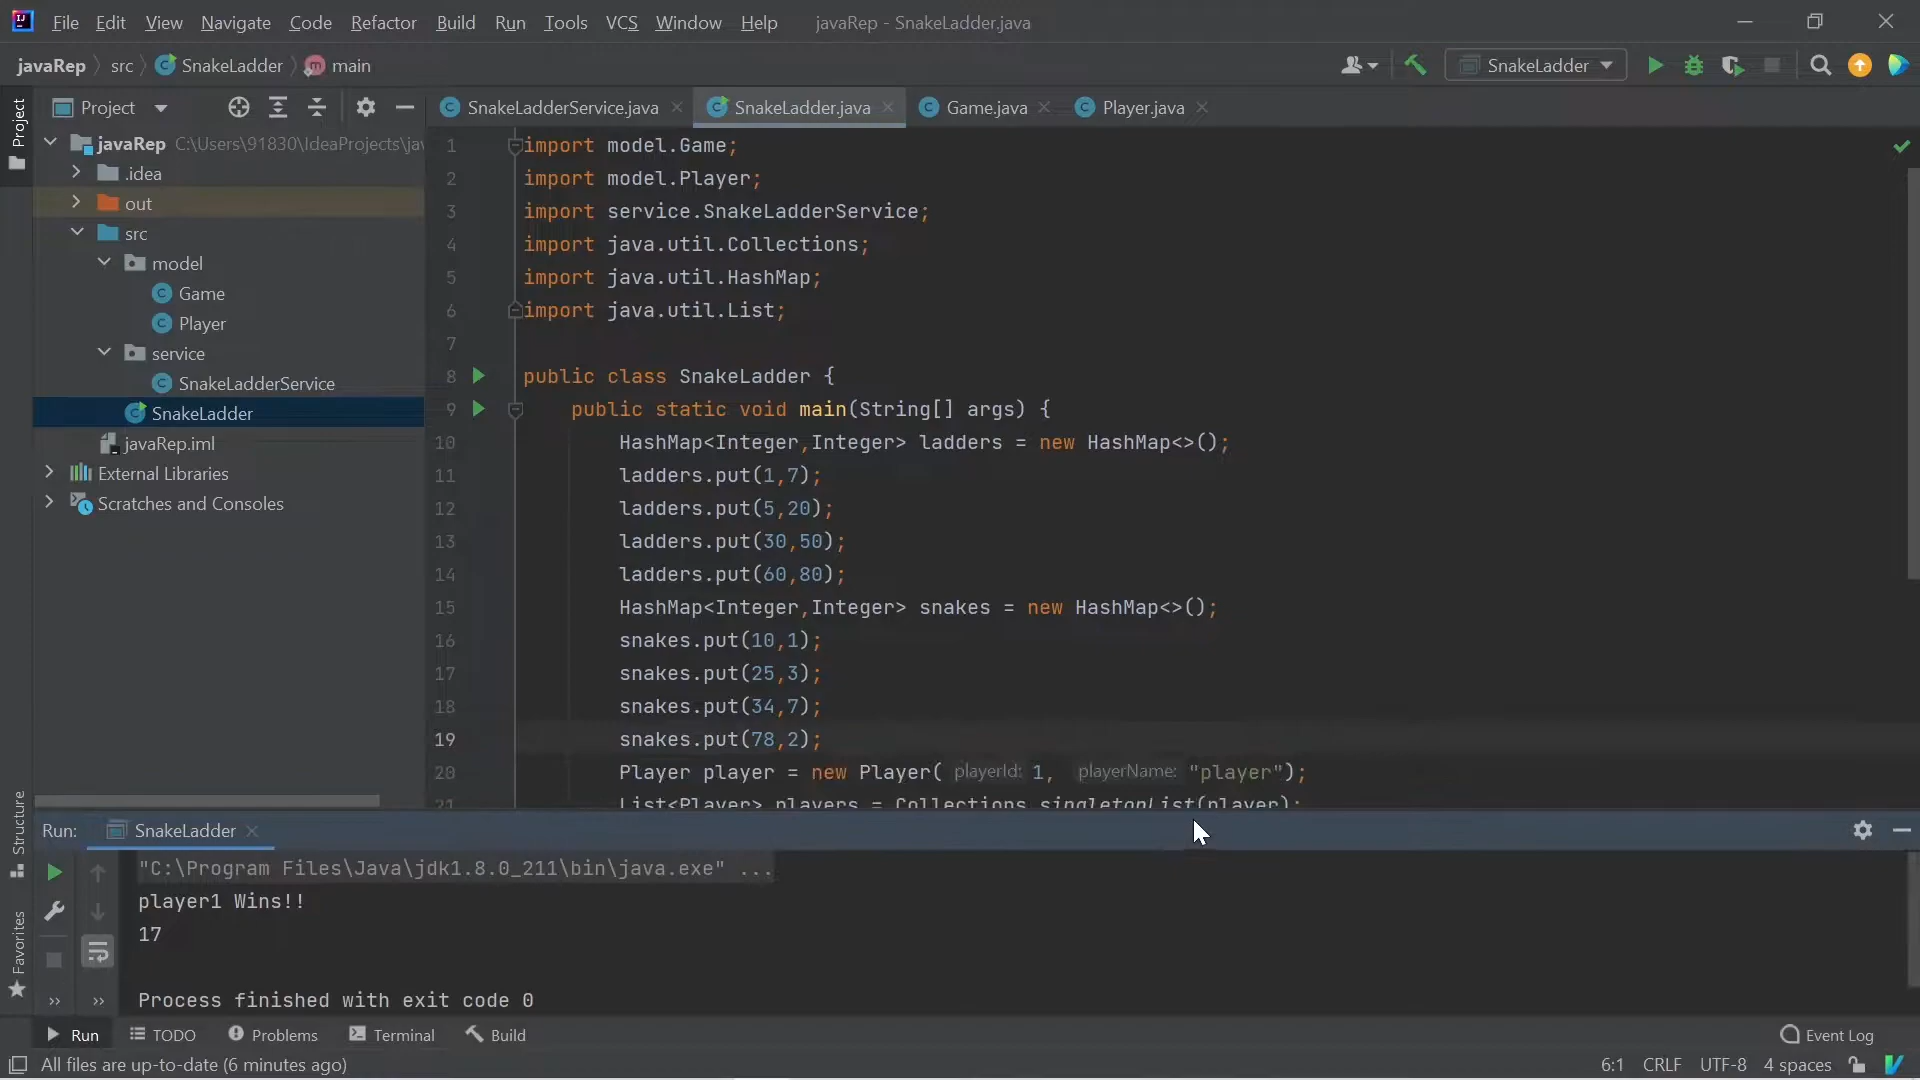 File Edit View Navigate Code Refactor Build Run Tools VCS Window Help javaRep - SnakeLadder.java
javaRep src SnakeLadder main
SnakeLadder
Project
Project
SnakeLadderService.java SnakeLadder.java Game.java Player.java
javaRep C:\Users\91830\IdeaProjects\jav
.idea
out
src
model
Game
Player
service
SnakeLadderService
SnakeLadder
javaRep.iml
External Libraries
Scratches and Consoles
1 import model.Game;
2 import model.Player;
3 import service.SnakeLadderService;
4 import java.util.Collections;
5 import java.util.HashMap;
6 import java.util.List;
7
8 public class SnakeLadder {
9 public static void main(String[] args) {
10 HashMap<Integer,Integer> ladders = new HashMap<>();
11 ladders.put(1,7);
12 ladders.put(5,20);
13 ladders.put(30,50);
14 ladders.put(60,80);
15 HashMap<Integer,Integer> snakes = new HashMap<>();
16 snakes.put(10,1);
17 snakes.put(25,3);
18 snakes.put(34,7);
19 snakes.put(78,2);
20 Player player = new Player( playerId: 1, playerName: "player");
21 List<Player> players = Collections.singletonList(player);
Structure
Favorites
Run: SnakeLadder
"C:\Program Files\Java\jdk1.8.0_211\bin\java.exe" ...
player1 Wins!!
17
Process finished with exit code 0
Run TODO Problems Terminal Build Event Log
All files are up-to-date (6 minutes ago) 6:1 CRLF UTF-8 4 spaces